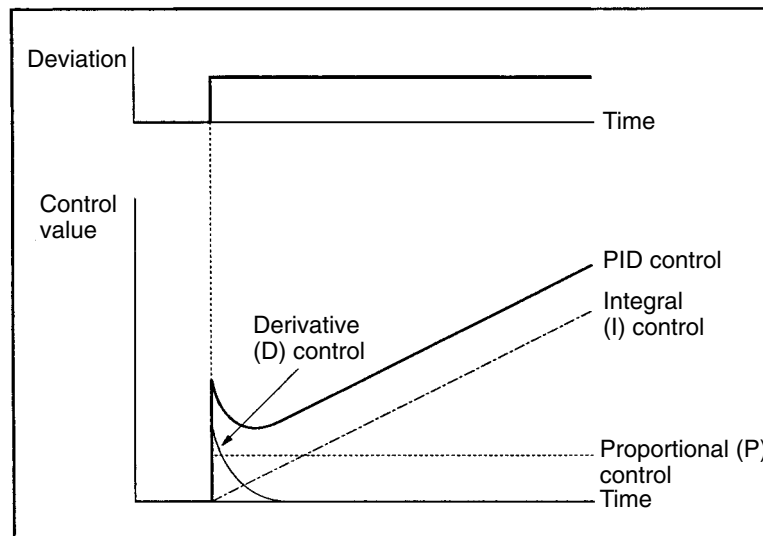 Deviation
Time
Control
value
PID control
Integral
(I) control
Derivative
(D) control
Proportional (P)
control
Time